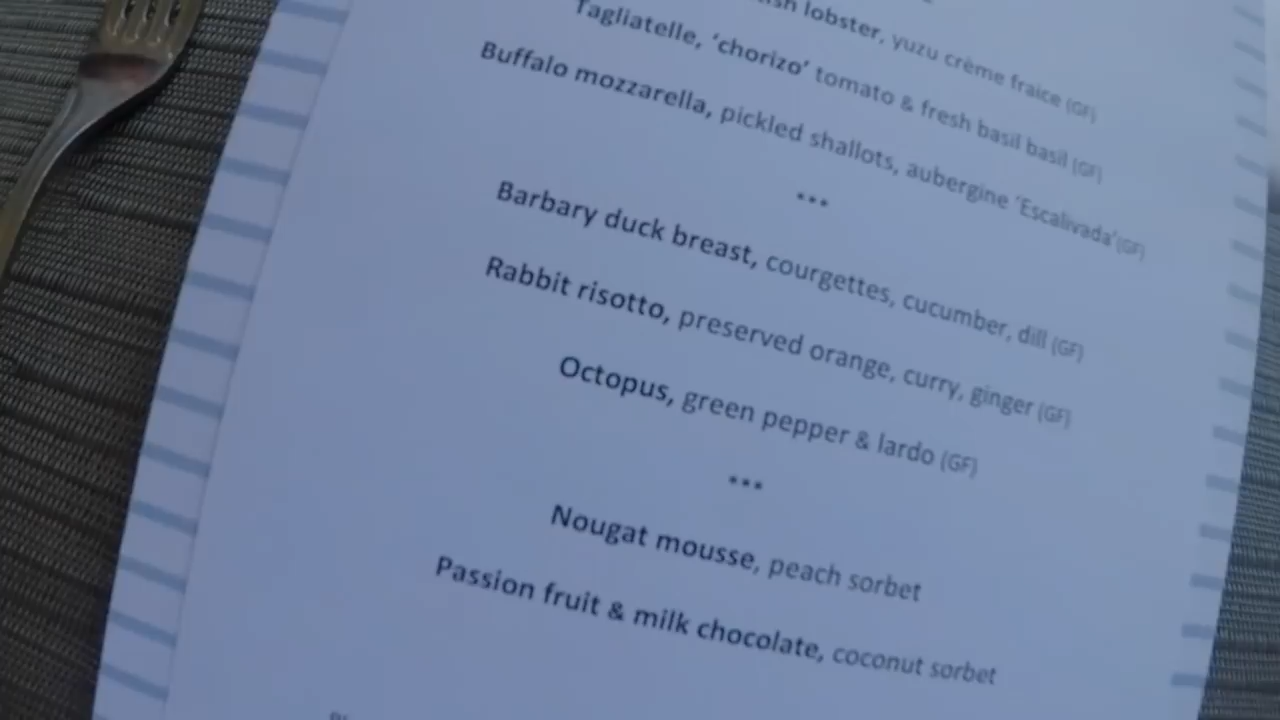 lobster, yuzu crème fraice (GF)
Tagliatelle, ‘chorizo’ tomato & fresh basil basil (GF)
Buffalo mozzarella, pickled shallots, aubergine ‘Escalivada’(GF)
***
Barbary duck breast, courgettes, cucumber, dill (GF)
Rabbit risotto, preserved orange, curry, ginger (GF)
Octopus, green pepper & lardo (GF)
***
Nougat mousse, peach sorbet
Passion fruit & milk chocolate, coconut sorbet